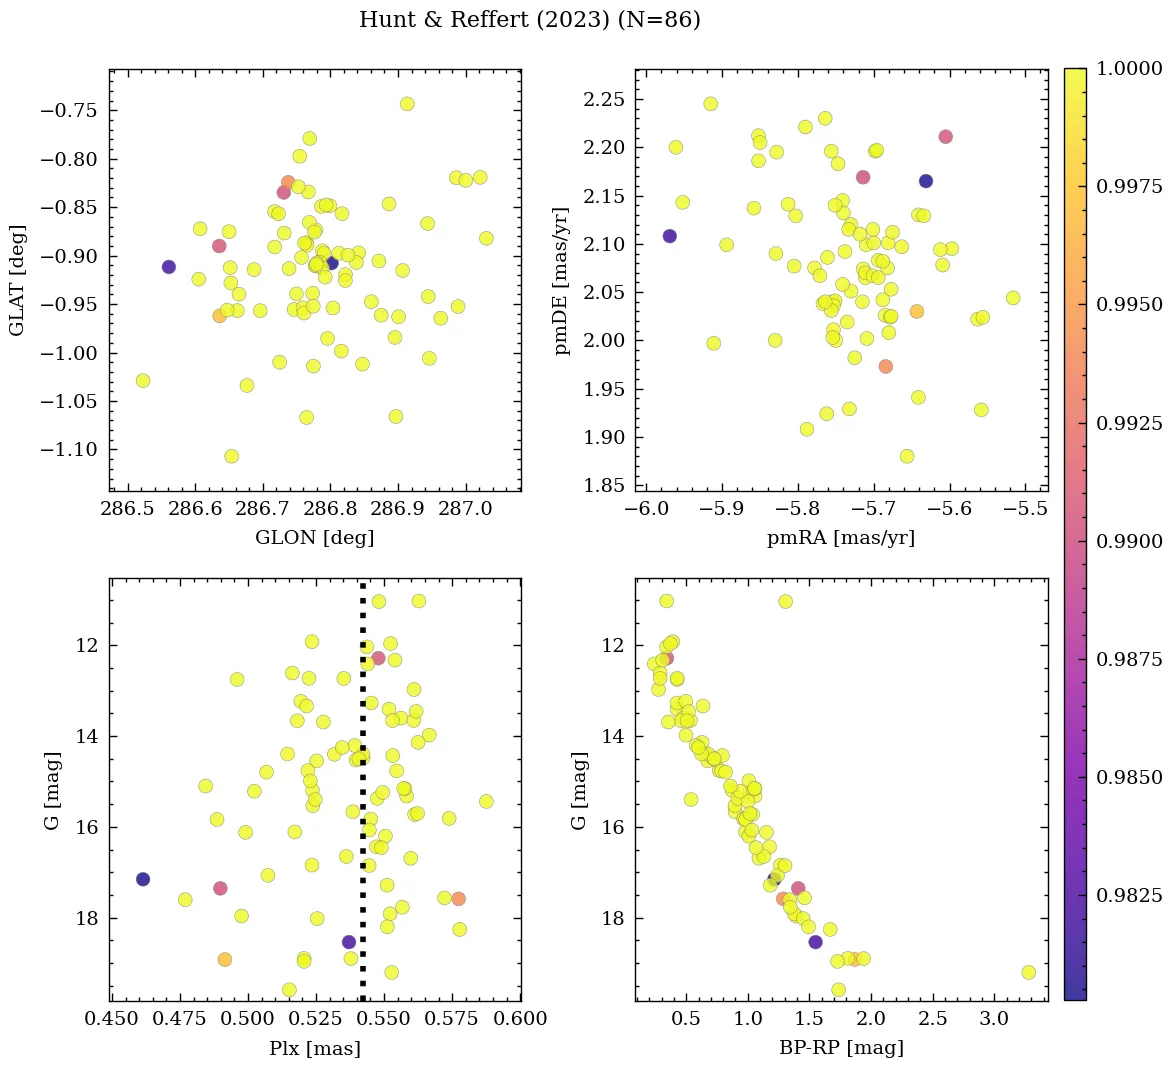 Hunt & Reffert (2023) (N=86)
−0.75
−0.80
−0.85
−0.90
−0.95
−1.00
−1.05
−1.10
GLAT [deg]
286.5 286.6 286.7 286.8 286.9 287.0
GLON [deg]
2.25
2.20
2.15
2.10
2.05
2.00
1.95
1.90
1.85
pmDE [mas/yr]
−6.0 −5.9 −5.8 −5.7 −5.6 −5.5
pmRA [mas/yr]
12
14
16
18
G [mag]
0.450 0.475 0.500 0.525 0.550 0.575 0.600
Plx [mas]
12
14
16
18
G [mag]
0.5 1.0 1.5 2.0 2.5 3.0
BP-RP [mag]
1.0000
0.9975
0.9950
0.9925
0.9900
0.9875
0.9850
0.9825